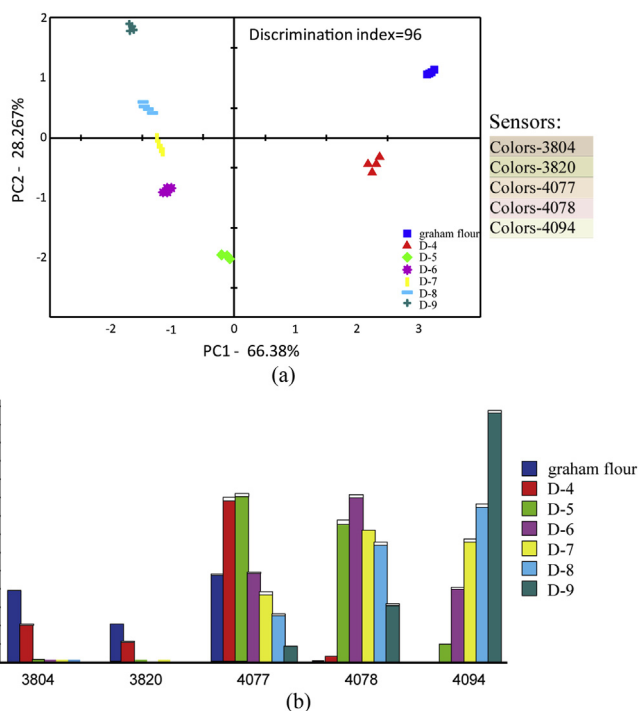 Discrimination index=96
2
1
0
-1
-2
PC2 - 28.267%
graham flour
D-4
D-5
D-6
D-7
D-8
D-9
-2 -1 0 1 2 3
PC1 - 66.38%
Sensors:
Colors-3804
Colors-3820
Colors-4077
Colors-4078
Colors-4094
(a)
graham flour
D-4
D-5
D-6
D-7
D-8
D-9
3804 3820 4077 4078 4094
(b)